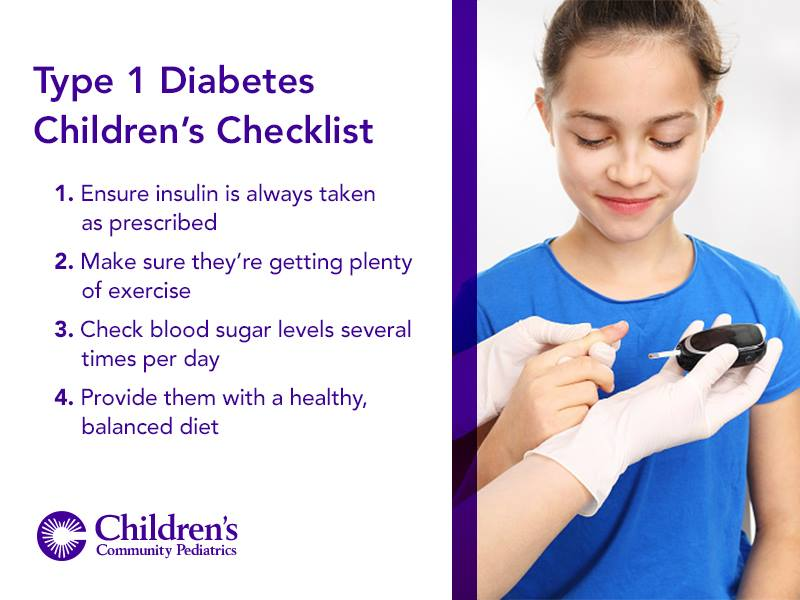 Type 1 Diabetes
Children’s Checklist
1. Ensure insulin is always taken
as prescribed
2. Make sure they’re getting plenty
of exercise
3. Check blood sugar levels several
times per day
4. Provide them with a healthy,
balanced diet
Children’s
Community Pediatrics